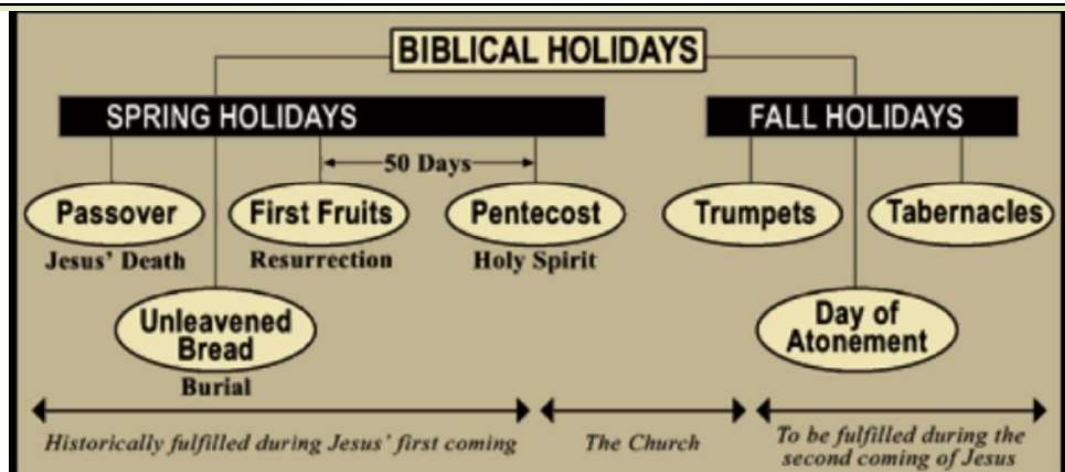 BIBLICAL HOLIDAYS
SPRING HOLIDAYS
FALL HOLIDAYS
50 Days
Passover
First Fruits
Pentecost
Trumpets
Tabernacles
Jesus' Death
Resurrection
Holy Spirit
Unleavened
Bread
Burial
Day of
Atonement
Historically fulfilled during Jesus' first coming
The Church
To be fulfilled during the
second coming of Jesus